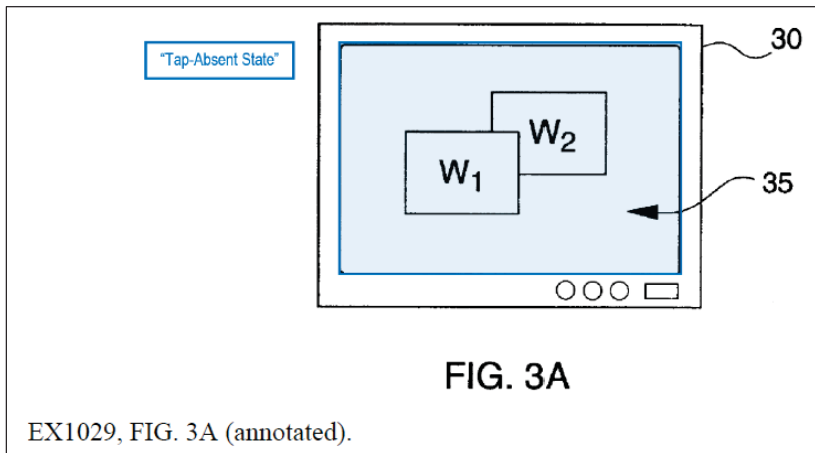 30
"Tap-Absent State"
W2
W1
35
FIG. 3A
EX1029, FIG. 3A (annotated).